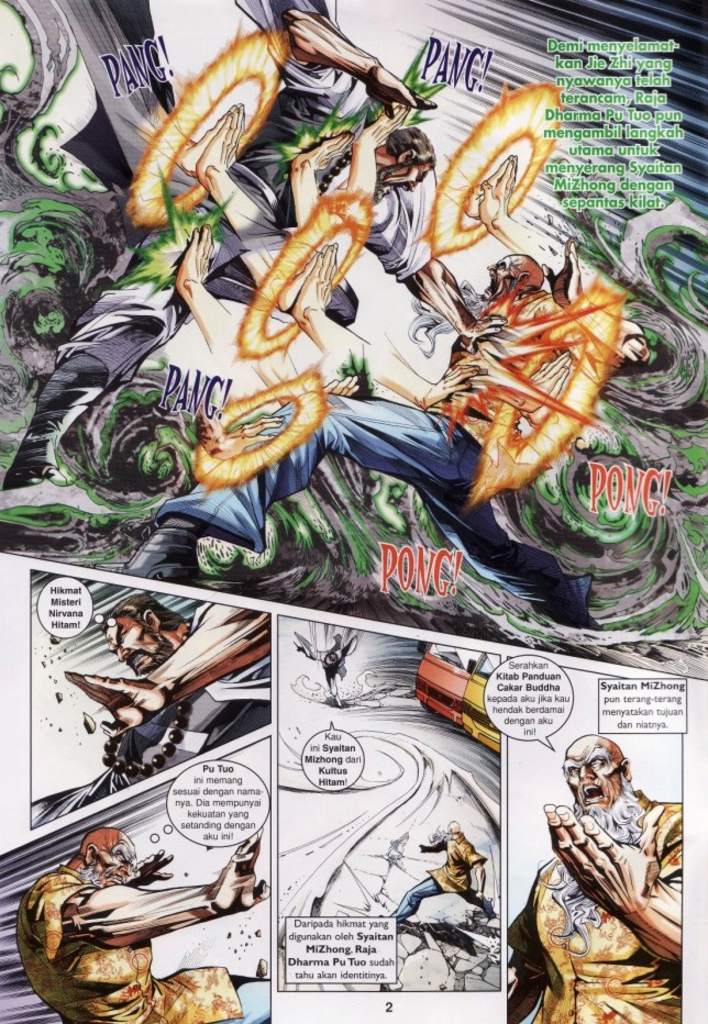 Demi menyelamat-
kan Jie Zhi yang
nyawanya telah
terancam, Raja
Dharma Pu Tuo pun
mengambil langkah
utama untuk
menyerang Syaitan
MiZhong dengan
sepantas kilat.
PANG!
PANG!
PANG!
PONG!
PONG!
Hikmat
Misteri
Nirvana
Hitam!
Pu Tuo
ini memang
sesuai dengan nama-
nya. Dia mempunyai
kekuatan yang
setanding dengan
aku!
Kau
ini Syaitan
Mizhong dari
Kultus
Hitam!
Daripada hikmat yang
digunakan oleh Syaitan
MiZhong, Raja
Dharma Pu Tuo sudah
tahu akan identitinya.
Serahkan
Kitab Panduan
Cakar Buddha
kepada aku jika kau
hendak berdamai
dengan aku
ini!
Syaitan MiZhong
pun terang-terang
menyatakan tujuan
dan niatnya.
2